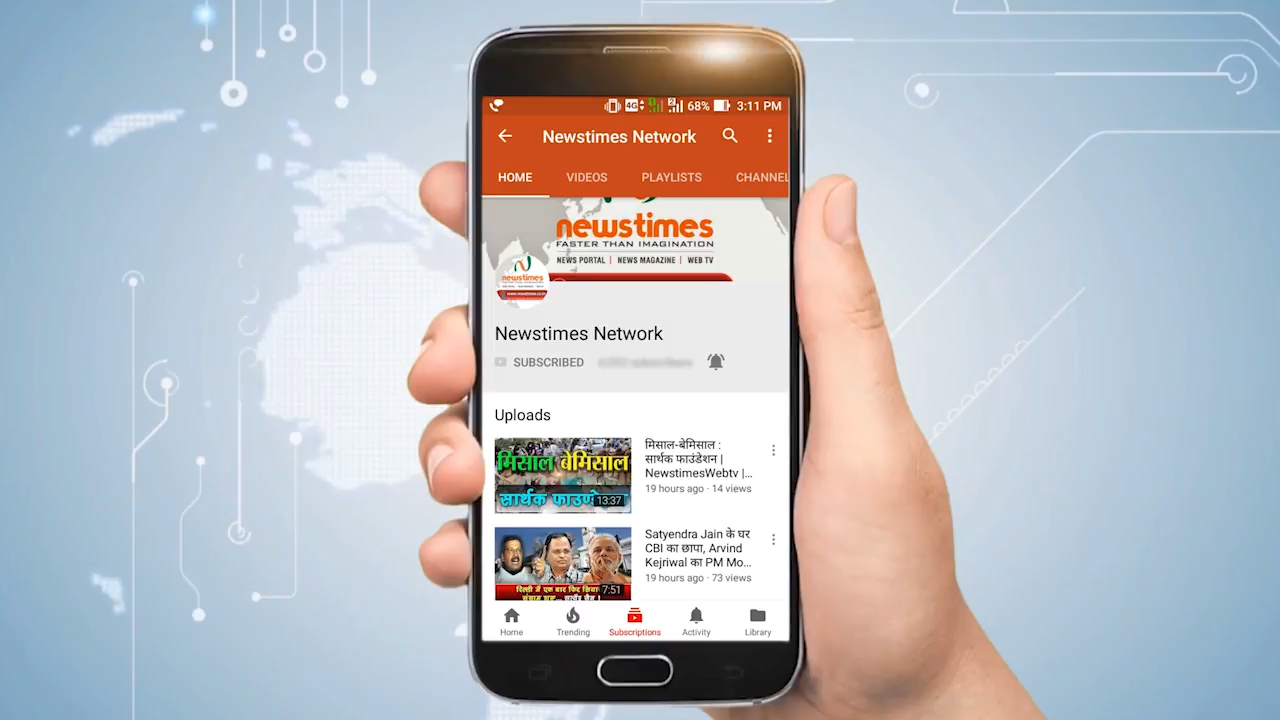 4G 1 2 68% 3:11 PM
Newstimes Network
HOME VIDEOS PLAYLISTS CHANNEL
newstimes
FASTER THAN IMAGINATION
NEWS PORTAL | NEWS MAGAZINE | WEB TV
newstimes
Newstimes Network
SUBSCRIBED
Uploads
मिसाल बेमिसाल
सार्थक
13:37
मिसाल-बेमिसाल :
सार्थक फाउंडेशन |
NewstimesWebtv |...
19 hours ago · 14 views
दिल्ली में एक बार फिर
7:51
Satyendra Jain के घर
CBI का छापा, Arvind
Kejriwal का PM Mo...
19 hours ago · 73 views
Home Trending Subscriptions Activity Library